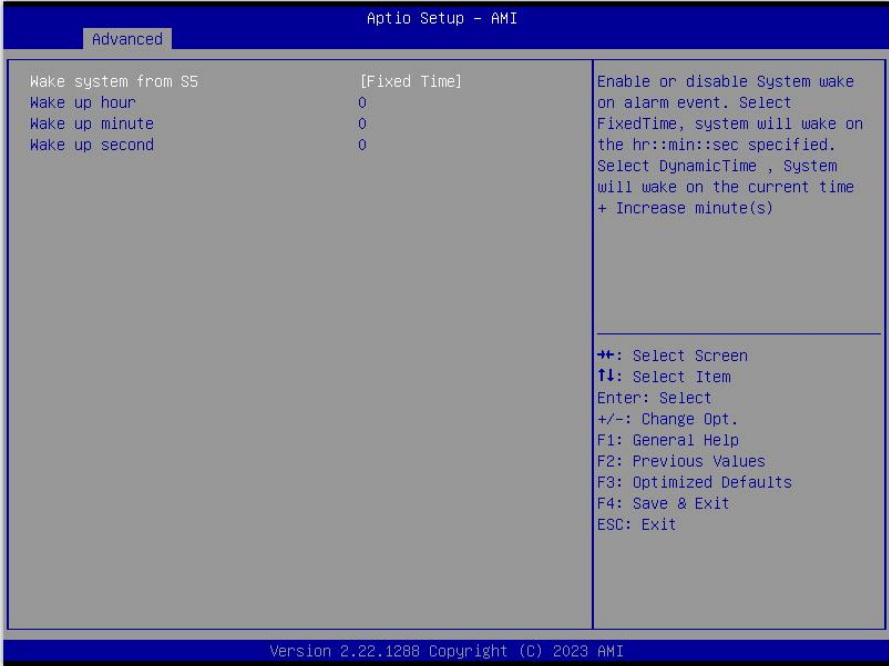 Aptio Setup – AMI
Advanced
Wake system from S5 [Fixed Time]
Wake up hour 0
Wake up minute 0
Wake up second 0
Enable or disable System wake
on alarm event. Select
FixedTime, system will wake on
the hr::min::sec specified.
Select DynamicTime , System
will wake on the current time
+ Increase minute(s)
→←: Select Screen
↑↓: Select Item
Enter: Select
+/-: Change Opt.
F1: General Help
F2: Previous Values
F3: Optimized Defaults
F4: Save & Exit
ESC: Exit
Version 2.22.1288 Copyright (C) 2023 AMI